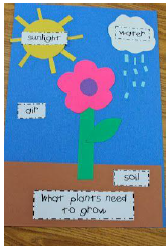 sunlight
water
air
soil
What plants need
to grow